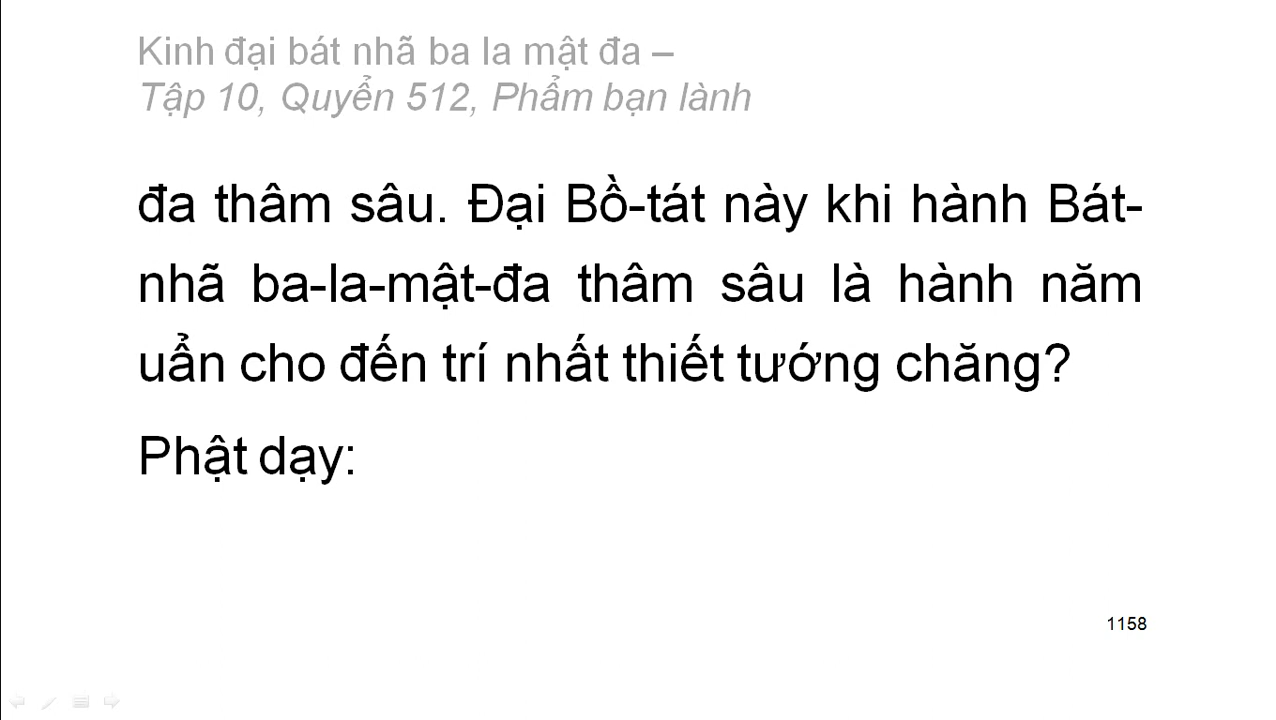 Kinh đại bát nhã ba la mật đa –
Tập 10, Quyển 512, Phẩm bạn lành
đa thâm sâu. Đại Bồ-tát này khi hành Bát-
nhã ba-la-mật-đa thâm sâu là hành năm
uẩn cho đến trí nhất thiết tướng chăng?
Phật dạy:
1158